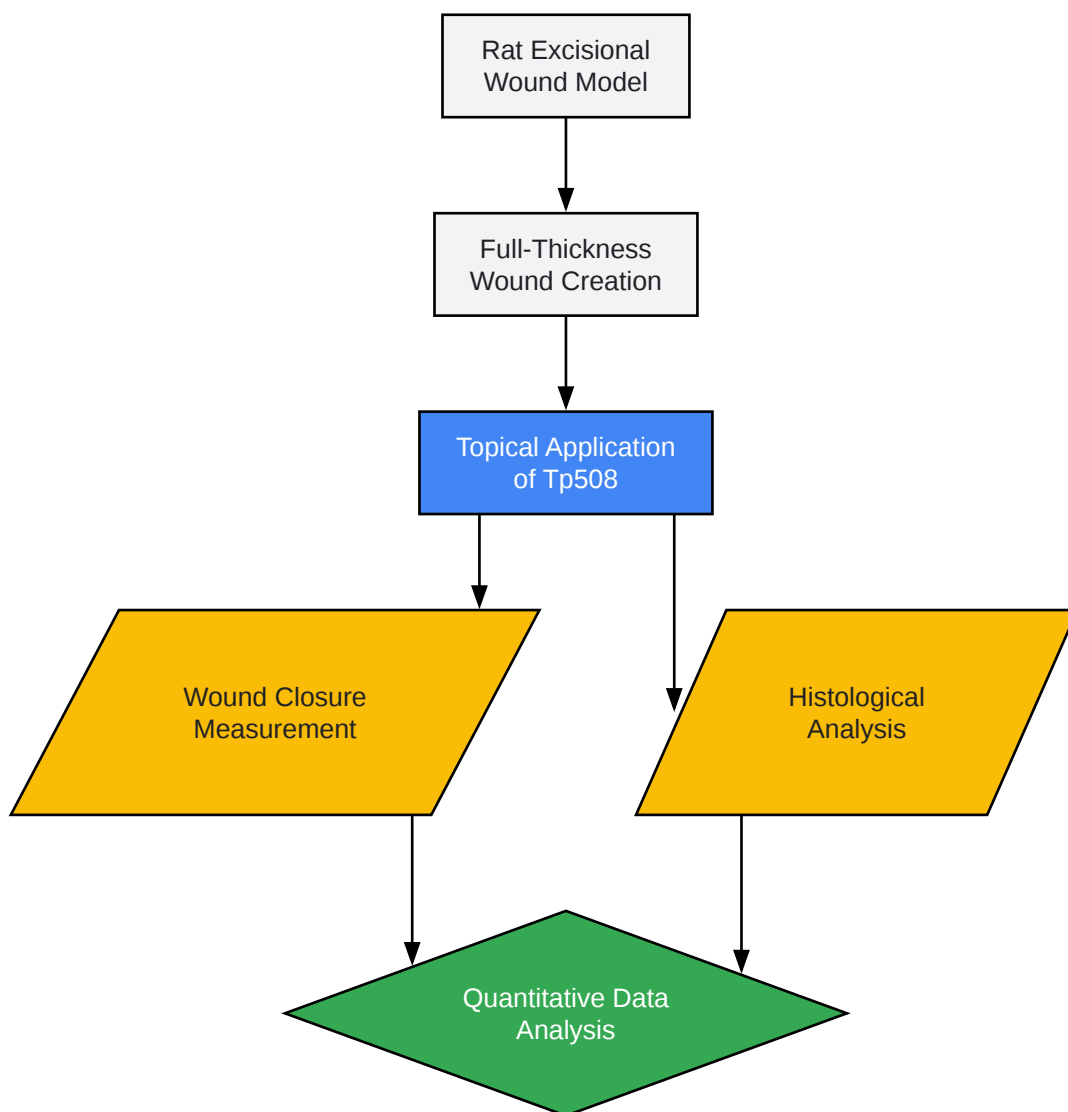 Rat Excisional
Wound Model
Full-Thickness
Wound Creation
Topical Application
of Tp508
Wound Closure
Measurement
Histological
Analysis
Quantitative Data
Analysis